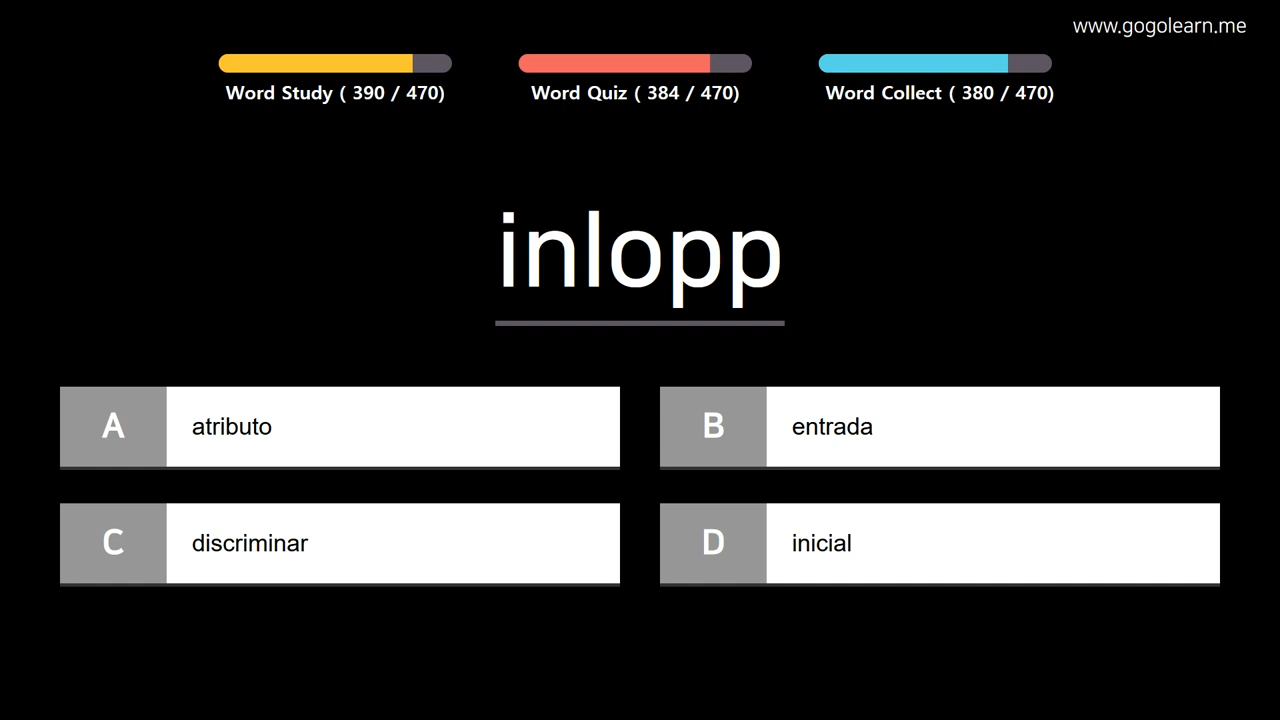 www.gogolearn.me
Word Study ( 390 / 470)
Word Quiz ( 384 / 470)
Word Collect ( 380 / 470)
inlopp
A atributo
B entrada
C discriminar
D inicial